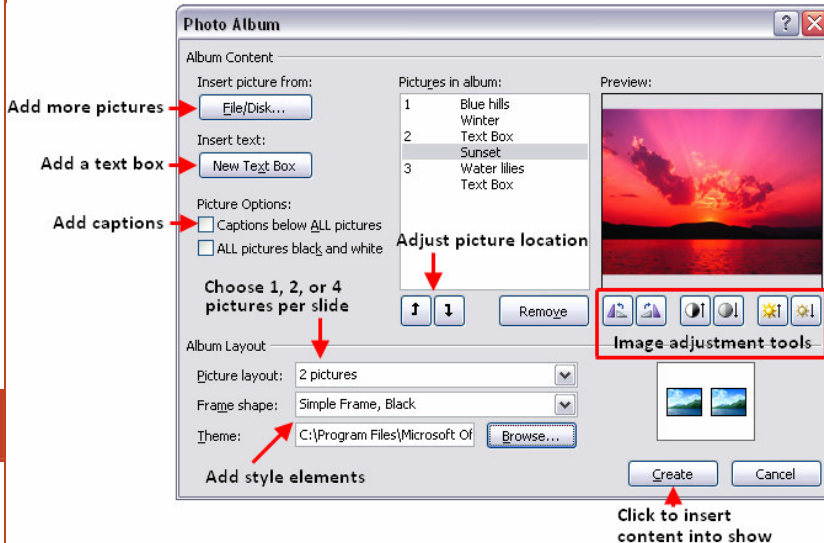 Photo Album
Album Content
Insert picture from:
Pictures in album:
Preview:
Add more pictures
File/Disk...
1 Blue hills
Winter
2 Text Box
Sunset
3 Water lilies
Text Box
Insert text:
Add a text box
New Text Box
Picture Options:
Add captions
Captions below ALL pictures
ALL pictures black and white
Adjust picture location
Choose 1, 2, or 4
pictures per slide
Remove
Image adjustment tools
Album Layout
Picture layout: 2 pictures
Frame shape: Simple Frame, Black
Theme: C:\Program Files\Microsoft Of Browse...
Add style elements
Create Cancel
Click to insert
content into show